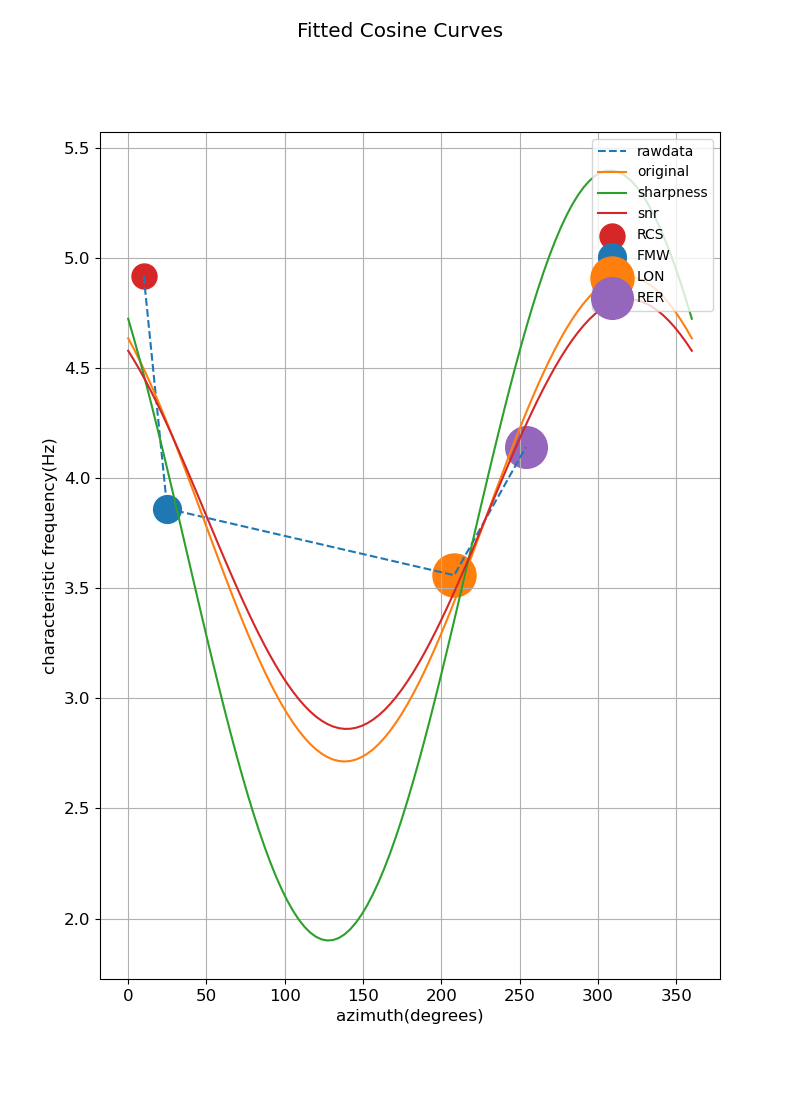 Fitted Cosine Curves
rawdata
original
sharpness
snr
RCS
FMW
LON
RER
characteristic frequency(Hz)
5.5
5.0
4.5
4.0
3.5
3.0
2.5
2.0
0 50 100 150 200 250 300 350
azimuth(degrees)